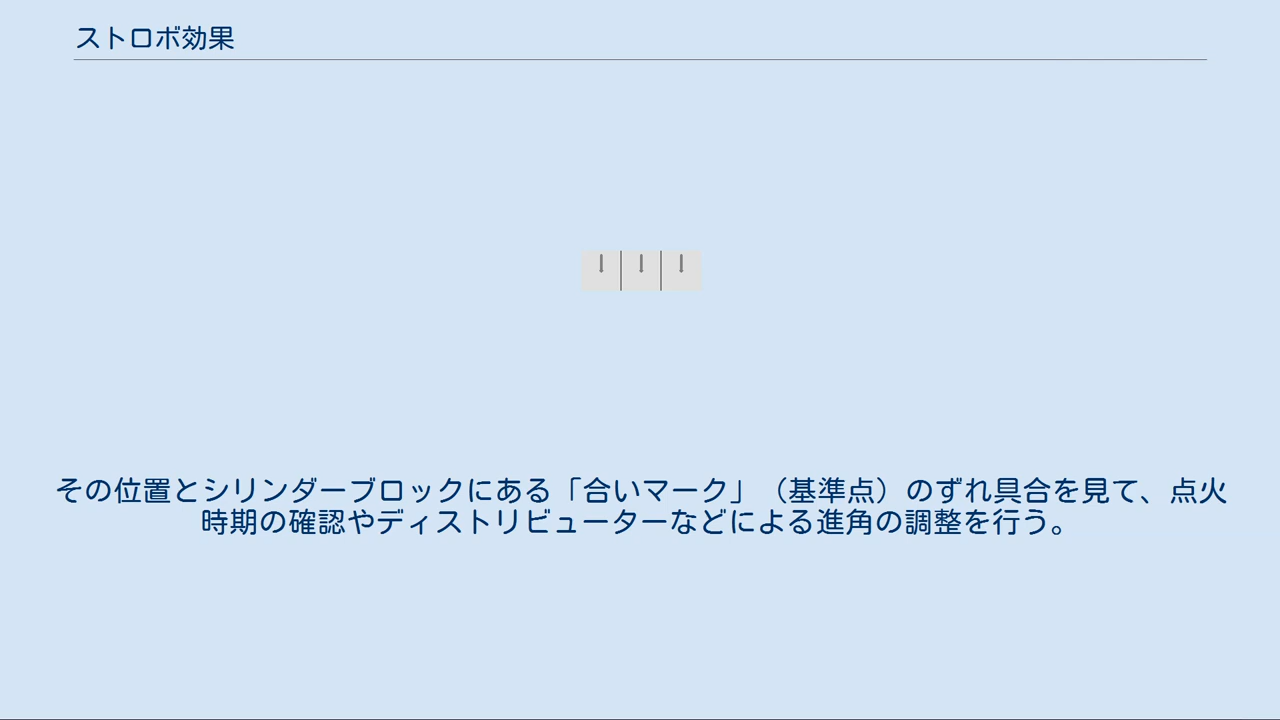 ストロボ効果
その位置とシリンダーブロックにある「合いマーク」（基準点）のずれ具合を見て、点火
時期の確認やディストリビューターなどによる進角の調整を行う。